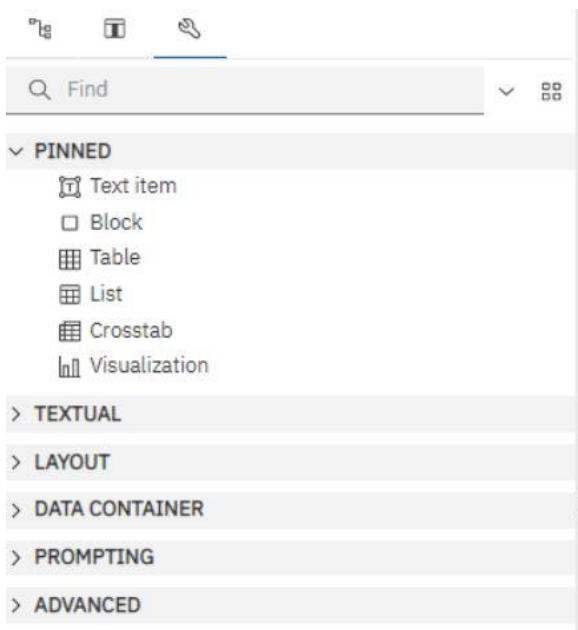 Find
PINNED
Text item
Block
Table
List
Crosstab
Visualization
TEXTUAL
LAYOUT
DATA CONTAINER
PROMPTING
ADVANCED